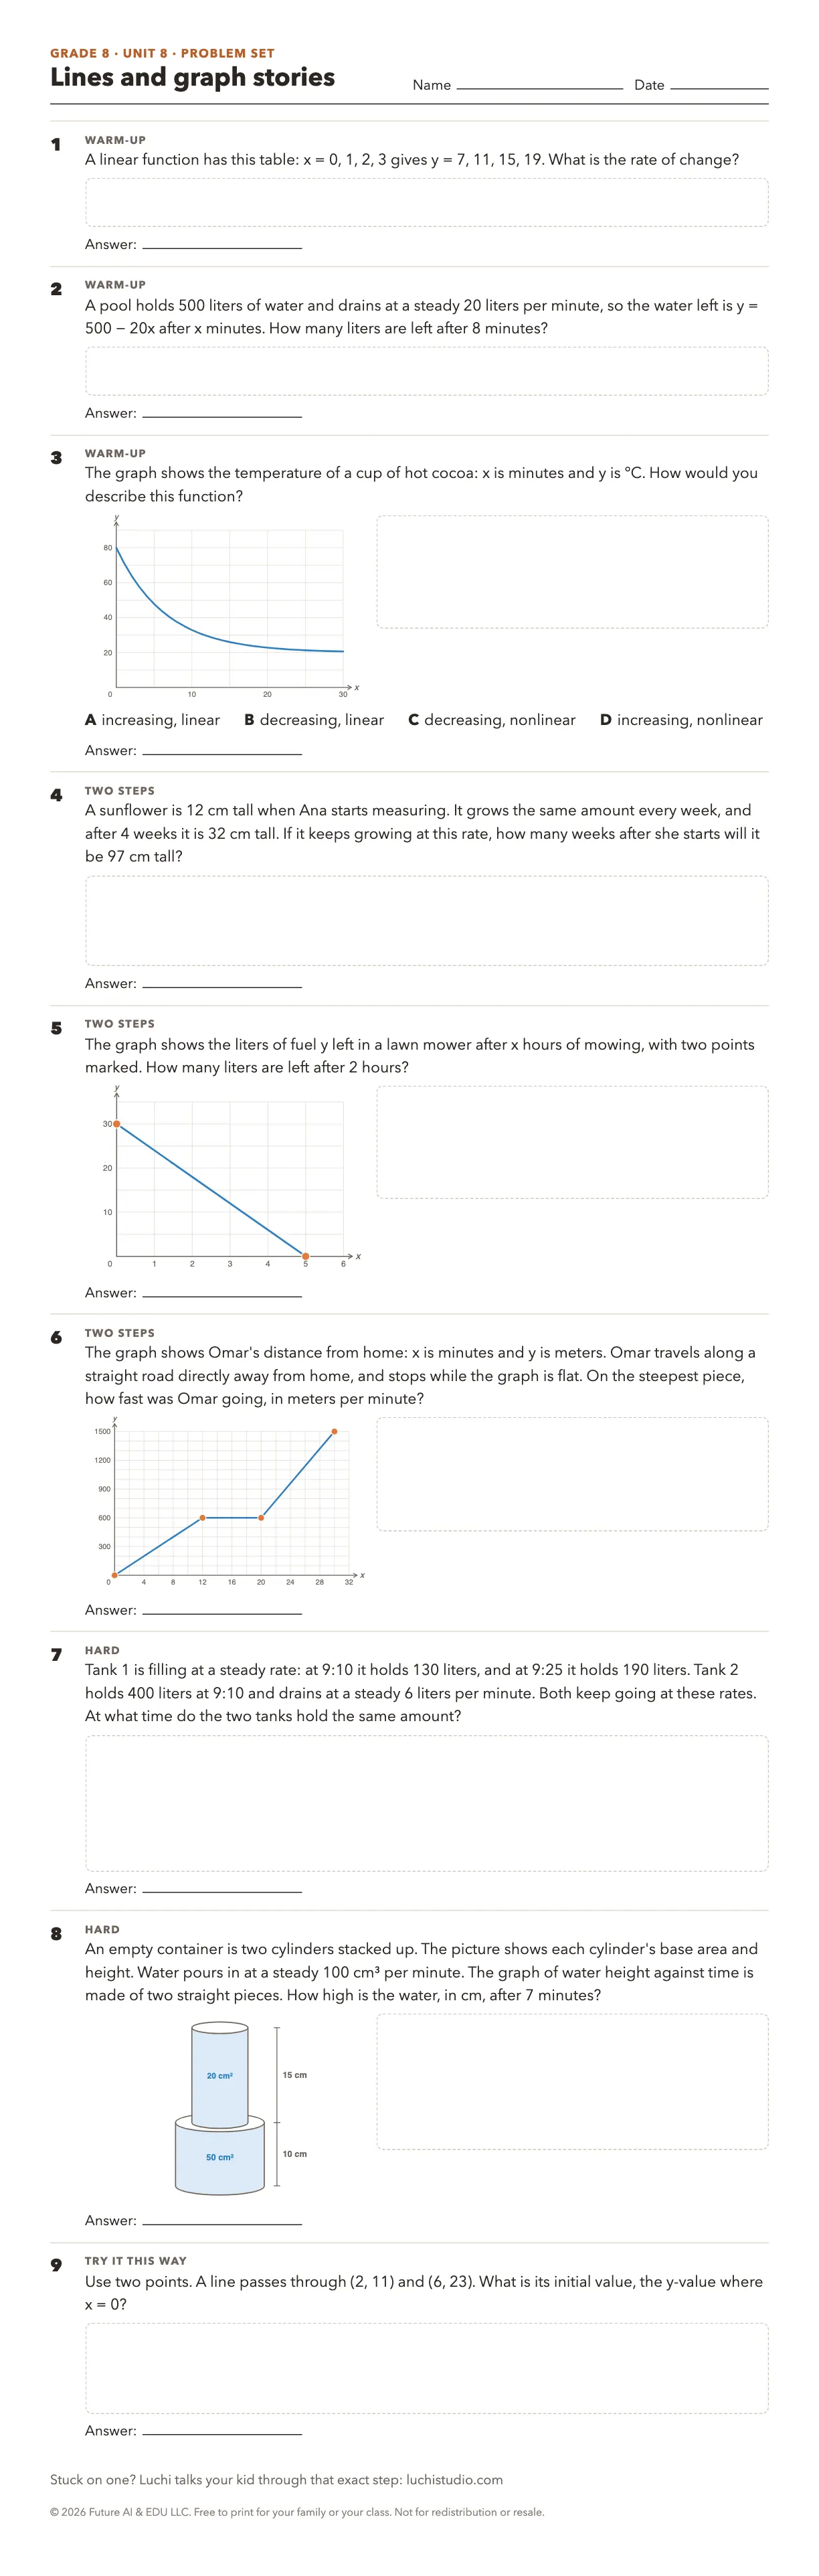 GRADE 8 · UNIT 8 · PROBLEM SET
Lines and graph stories
Name
Date
1
WARM-UP
A linear function has this table: x = 0, 1, 2, 3 gives y = 7, 11, 15, 19. What is the rate of change?
Answer:
2
WARM-UP
A pool holds 500 liters of water and drains at a steady 20 liters per minute, so the water left is y =
500 − 20x after x minutes. How many liters are left after 8 minutes?
Answer:
3
WARM-UP
The graph shows the temperature of a cup of hot cocoa: x is minutes and y is °C. How would you
describe this function?
y
80
60
40
20
0
10
20
30
x
A increasing, linear
B decreasing, linear
C decreasing, nonlinear
D increasing, nonlinear
Answer:
4
TWO STEPS
A sunflower is 12 cm tall when Ana starts measuring. It grows the same amount every week, and
after 4 weeks it is 32 cm tall. If it keeps growing at this rate, how many weeks after she starts will it
be 97 cm tall?
Answer:
5
TWO STEPS
The graph shows the liters of fuel y left in a lawn mower after x hours of mowing, with two points
marked. How many liters are left after 2 hours?
y
30
20
10
0
1
2
3
4
5
6
x
Answer:
6
TWO STEPS
The graph shows Omar's distance from home: x is minutes and y is meters. Omar travels along a
straight road directly away from home, and stops while the graph is flat. On the steepest piece,
how fast was Omar going, in meters per minute?
y
1500
1200
900
600
300
0
4
8
12
16
20
24
28
32
x
Answer:
7
HARD
Tank 1 is filling at a steady rate: at 9:10 it holds 130 liters, and at 9:25 it holds 190 liters. Tank 2
holds 400 liters at 9:10 and drains at a steady 6 liters per minute. Both keep going at these rates.
At what time do the two tanks hold the same amount?
Answer:
8
HARD
An empty container is two cylinders stacked up. The picture shows each cylinder's base area and
height. Water pours in at a steady 100 cm³ per minute. The graph of water height against time is
made of two straight pieces. How high is the water, in cm, after 7 minutes?
20 cm²
15 cm
50 cm²
10 cm
Answer:
9
TRY IT THIS WAY
Use two points. A line passes through (2, 11) and (6, 23). What is its initial value, the y-value where
x = 0?
Answer:
Stuck on one? Luchi talks your kid through that exact step: luchistudio.com
© 2026 Future AI & EDU LLC. Free to print for your family or your class. Not for redistribution or resale.